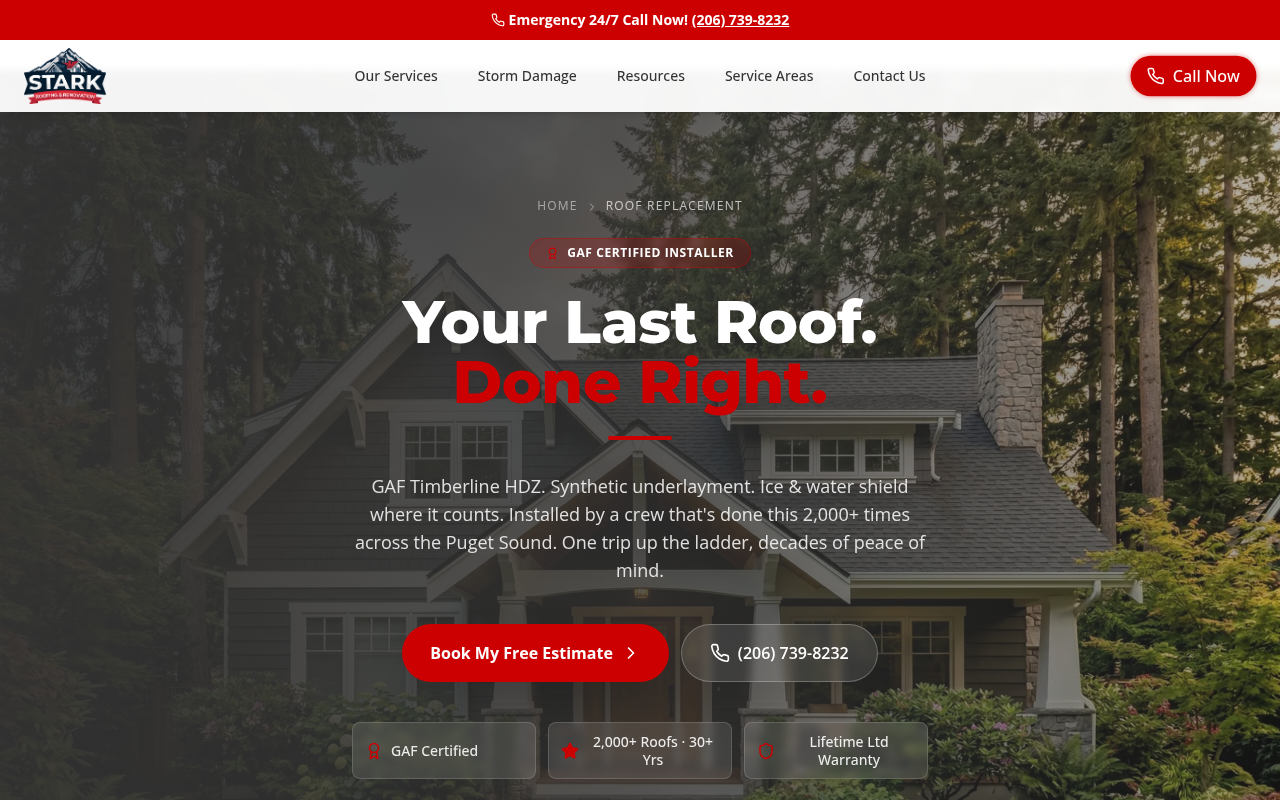 Emergency 24/7 Call Now! (206) 739-8232
STARK
ROOFING & RENOVATION
Our Services
Storm Damage
Resources
Service Areas
Contact Us
Call Now
HOME > ROOF REPLACEMENT
GAF CERTIFIED INSTALLER
Your Last Roof.
Done Right.
GAF Timberline HDZ. Synthetic underlayment. Ice & water shield
where it counts. Installed by a crew that's done this 2,000+ times
across the Puget Sound. One trip up the ladder, decades of peace of
mind.
Book My Free Estimate
(206) 739-8232
GAF Certified
2,000+ Roofs · 30+
Yrs
Lifetime Ltd
Warranty